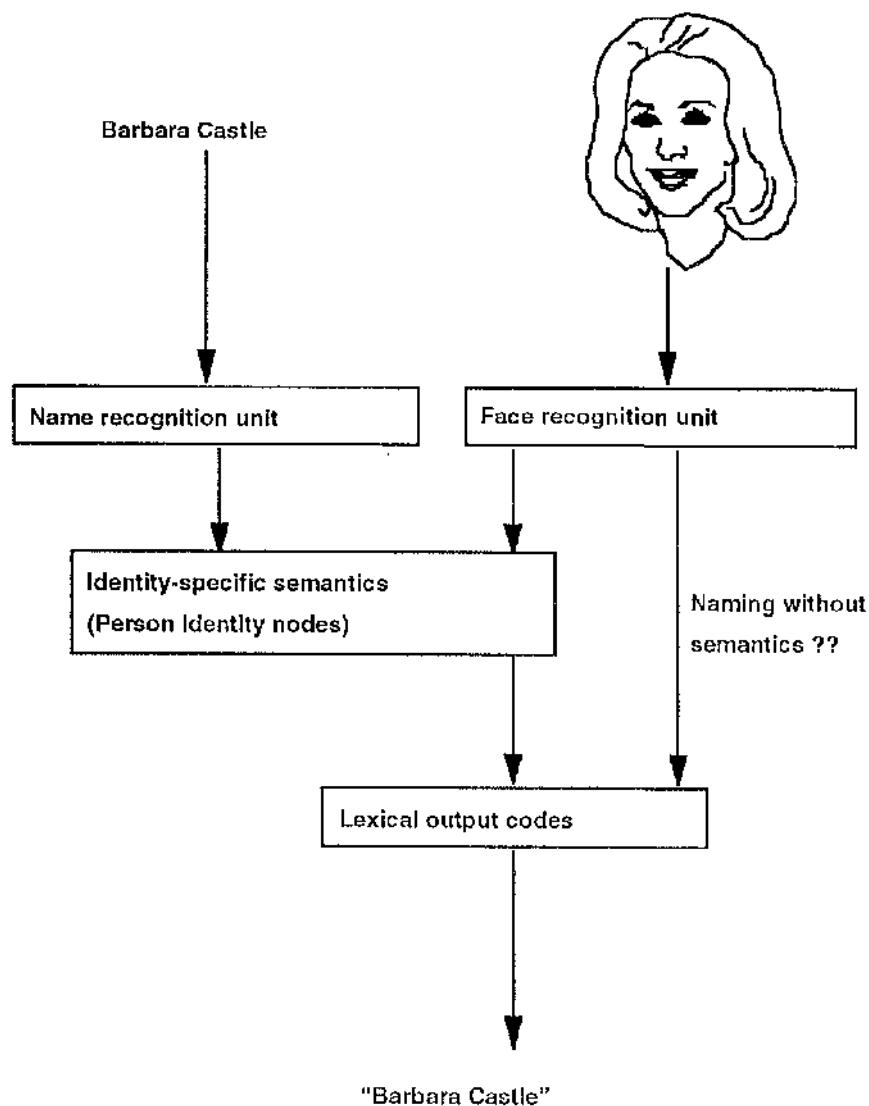 Barbara Castle
Name recognition unit
Face recognition unit
Identity-specific semantics
(Person identity nodes)
Naming without
semantics ??
Lexical output codes
"Barbara Castle"